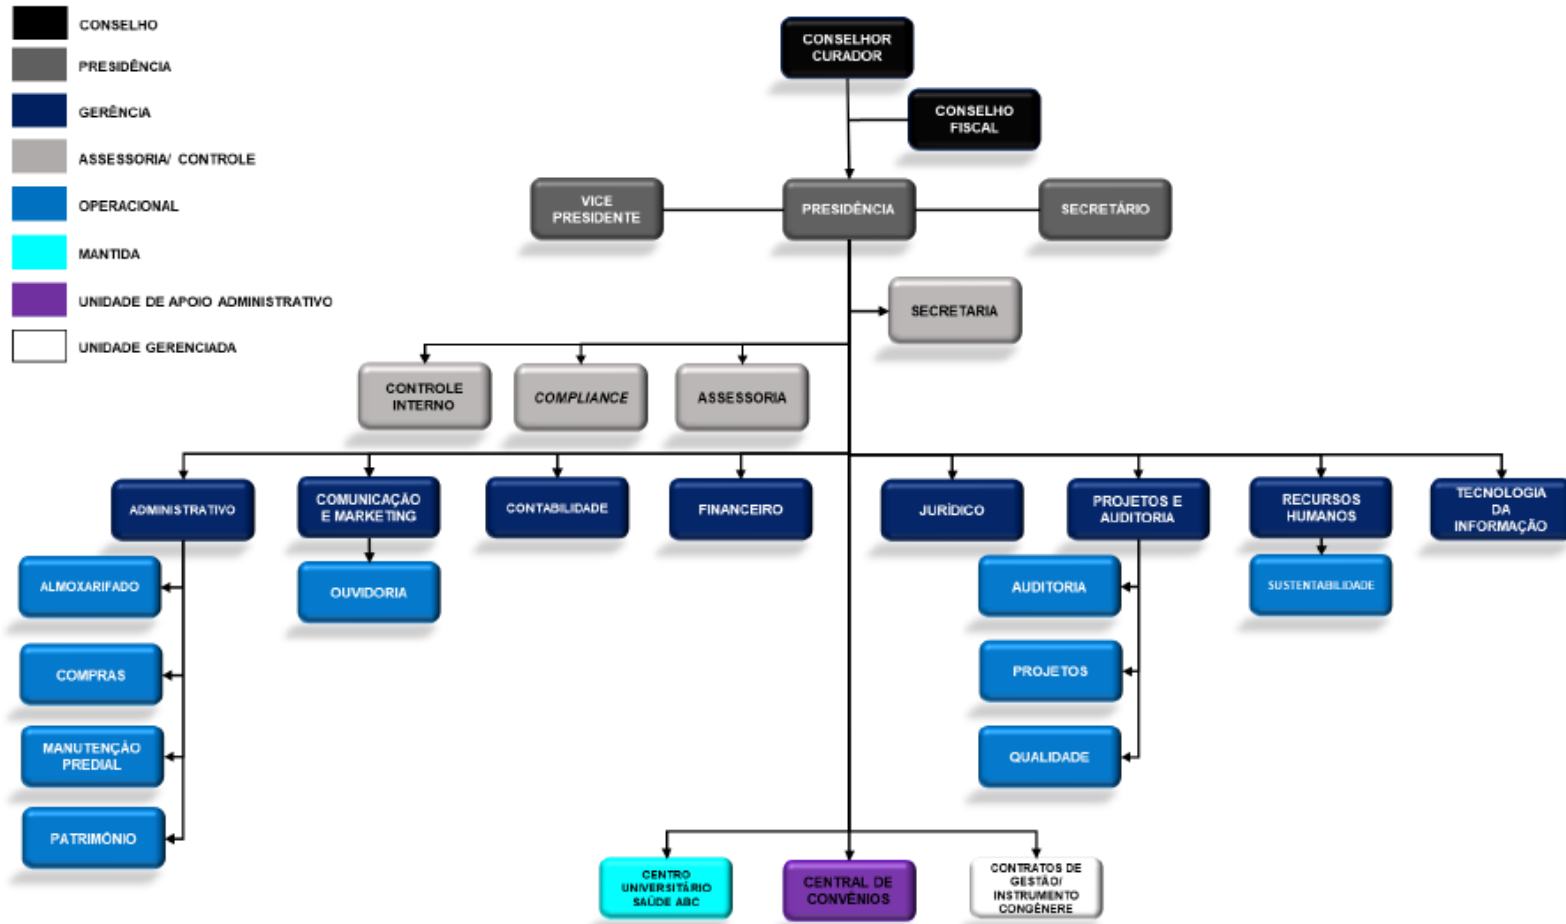 CONSELHO
PRESIDÊNCIA
GERÊNCIA
ASSESSORIA/ CONTROLE
OPERACIONAL
MANTIDA
UNIDADE DE APOIO ADMINISTRATIVO
UNIDADE GERENCIADA
CONSELHOR
CURADOR
CONSELHO
FISCAL
VICE
PRESIDENTE
PRESIDÊNCIA
SECRETÁRIO
SECRETARIA
CONTROLE
INTERNO
COMPLIANCE
ASSESSORIA
ADMINISTRATIVO
COMUNICAÇÃO
E MARKETING
CONTABILIDADE
FINANCEIRO
JURÍDICO
PROJETOS E
AUDITORIA
RECURSOS
HUMANOS
TECNOLOGIA
DA
INFORMAÇÃO
ALMOXARIFADO
COMPRAS
MANUTENÇÃO
PREDIAL
PATRIMÔNIO
OUVIDORIA
AUDITORIA
PROJETOS
QUALIDADE
SUSTENTABILIDADE
CENTRO
UNIVERSITÁRIO
SAÚDE ABC
CENTRAL DE
CONVÊNIOS
CONTRATOS DE
GESTÃO/
INSTRUMENTO
CONGÊNERE